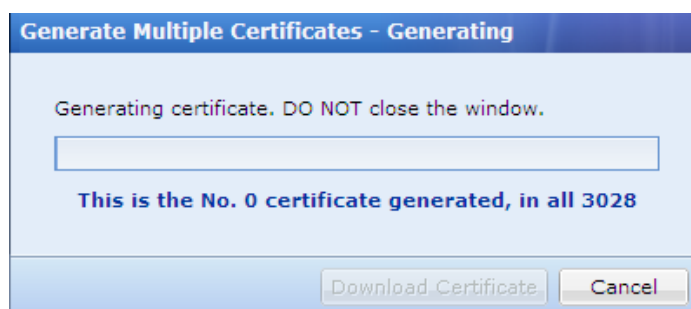 Generate Multiple Certificates - Generating
Generating certificate. DO NOT close the window.
This is the No. 0 certificate generated, in all 3028
Download Certificate
Cancel